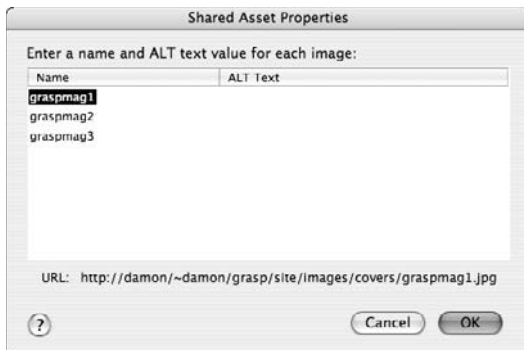 Shared Asset Properties
Enter a name and ALT text value for each image:
Name ALT Text
graspmag1
graspmag2
graspmag3
URL: http://damon/~damon/grasp/site/images/covers/graspmag1.jpg
? Cancel OK